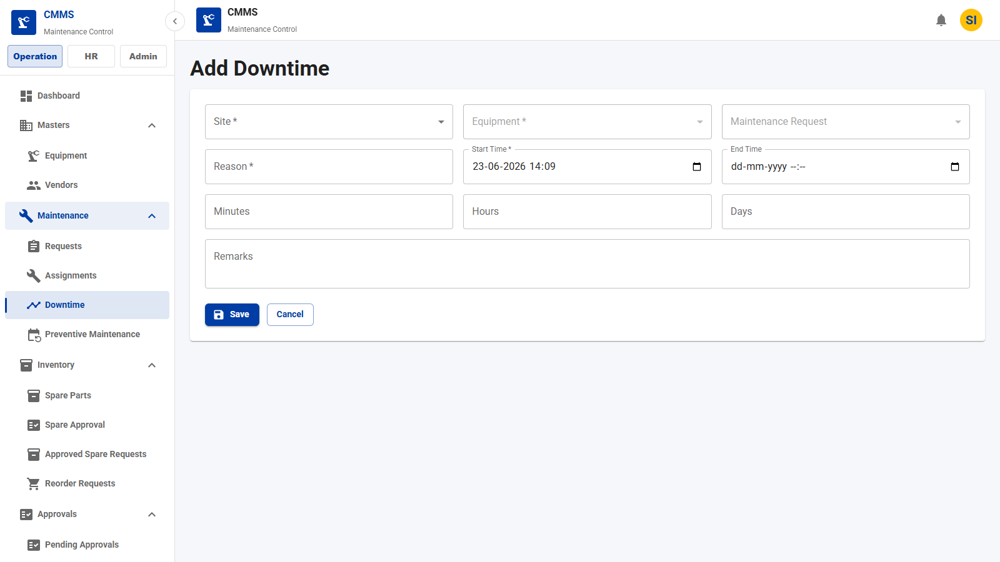 CMMS
Maintenance Control
Operation
HR
Admin
Dashboard
Masters
Equipment
Vendors
Maintenance
Requests
Assignments
Downtime
Preventive Maintenance
Inventory
Spare Parts
Spare Approval
Approved Spare Requests
Reorder Requests
Approvals
Pending Approvals
CMMS
Maintenance Control
SI
Add Downtime
Site *
Equipment *
Maintenance Request
Reason *
Start Time *
23-06-2026 14:09
End Time
dd-mm-yyyy --:--
Minutes
Hours
Days
Remarks
Save
Cancel